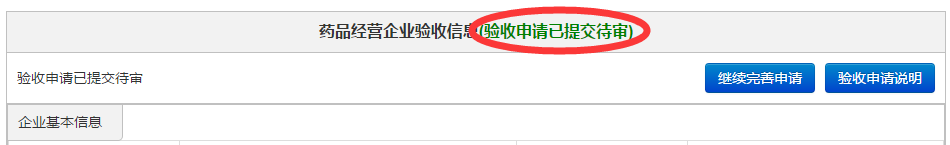 药品经营企业验收信息(验收申请已提交待审)
验收申请已提交待审 继续完善申请 验收申请说明
企业基本信息